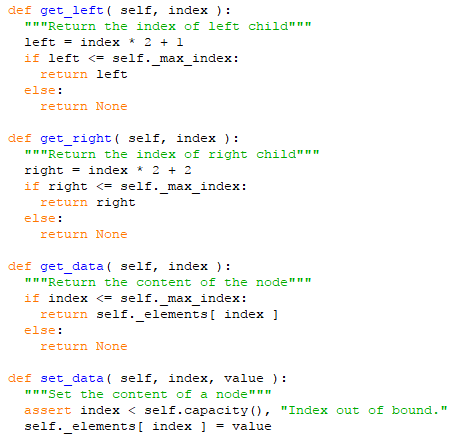 def get_left( self, index ):
  """Return the index of left child"""
  left = index * 2 + 1
  if left <= self._max_index:
    return left
  else:
    return None

def get_right( self, index ):
  """Return the index of right child"""
  right = index * 2 + 2
  if right <= self._max_index:
    return right
  else:
    return None

def get_data( self, index ):
  """Return the content of the node"""
  if index <= self._max_index:
    return self._elements[ index ]
  else:
    return None

def set_data( self, index, value ):
  """Set the content of a node"""
  assert index < self.capacity(), "Index out of bound."
  self._elements[ index ] = value